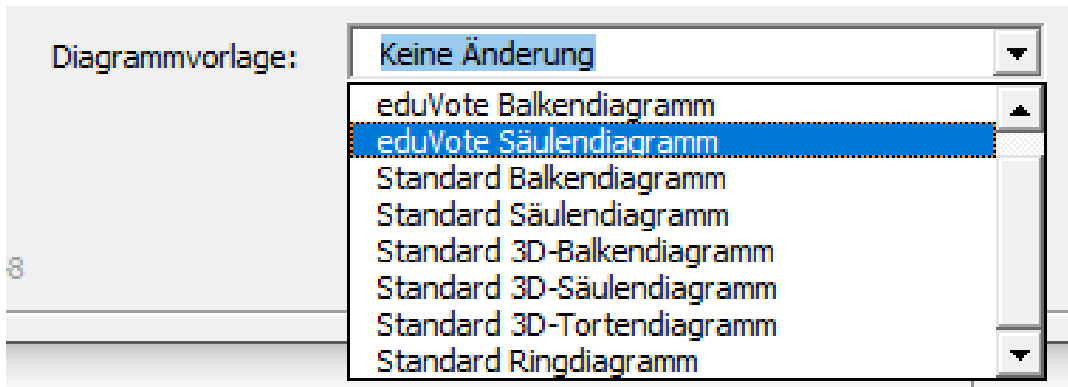 Diagrammvorlage: Keine Änderung
eduVote Balkendiagramm
eduVote Säulendiagramm
Standard Balkendiagramm
Standard Säulendiagramm
Standard 3D-Balkendiagramm
Standard 3D-Säulendiagramm
Standard 3D-Tortendiagramm
Standard Ringdiagramm
8